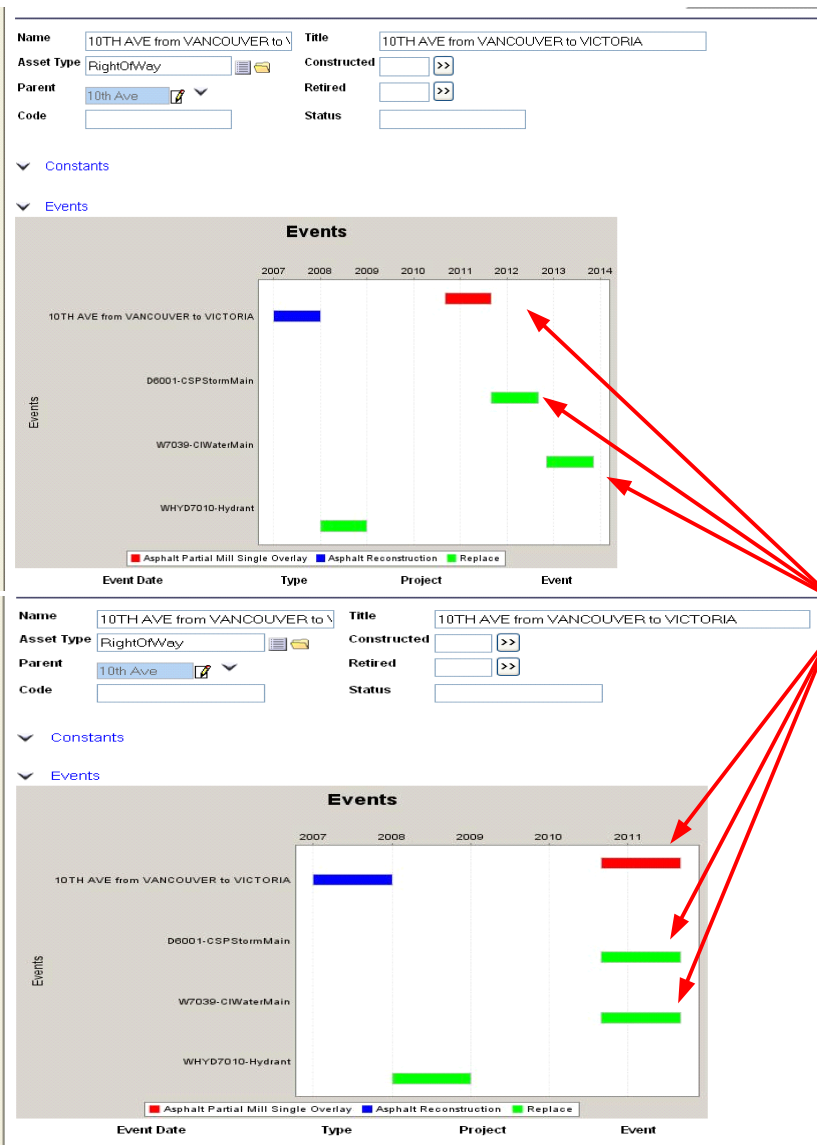 Name 10TH AVE from VANCOUVER to \ Title 10TH AVE from VANCOUVER to VICTORIA
Asset Type RightOfWay Constructed >>
Parent 10th Ave Retired >>
Code Status
Constants
Events
Events
2007 2008 2009 2010 2011 2012 2013 2014
10TH AVE from VANCOUVER to VICTORIA
D6001-CSPStormMain
Events
W7039-CIWaterMain
WHYD7010-Hydrant
Asphalt Partial Mill Single Overlay Asphalt Reconstruction Replace
Event Date Type Project Event
Name 10TH AVE from VANCOUVER to \ Title 10TH AVE from VANCOUVER to VICTORIA
Asset Type RightOfWay Constructed >>
Parent 10th Ave Retired >>
Code Status
Constants
Events
Events
2007 2008 2009 2010 2011
10TH AVE from VANCOUVER to VICTORIA
D6001-CSPStormMain
Events
W7039-CIWaterMain
WHYD7010-Hydrant
Asphalt Partial Mill Single Overlay Asphalt Reconstruction Replace
Event Date Type Project Event